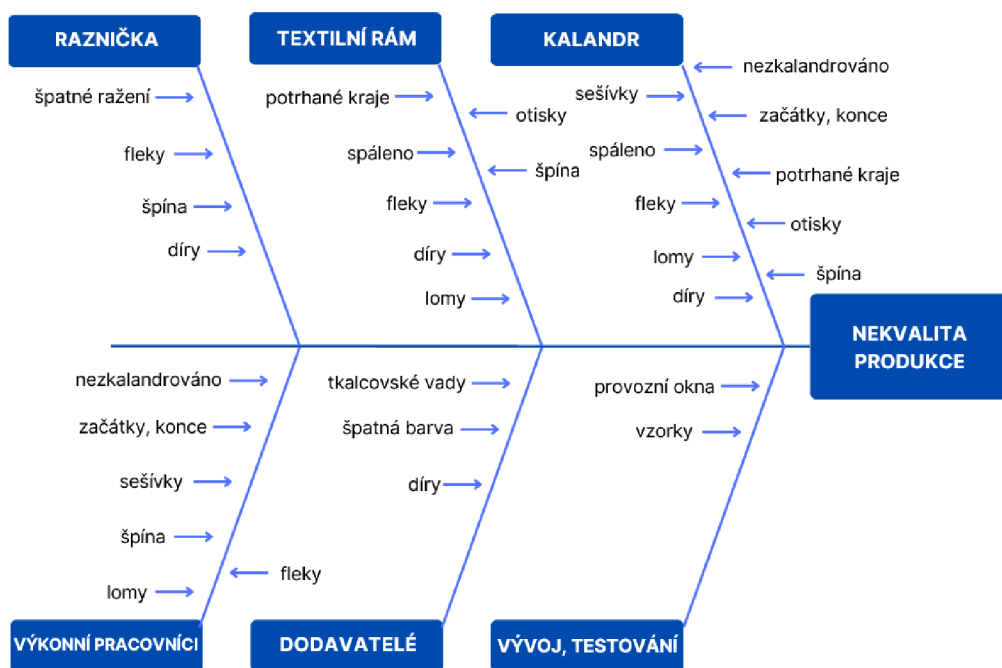 RAZNIČKA
špatné ražení
fleky
špína
díry
TEXTILNÍ RÁM
potrhané kraje
otisky
spáleno
špína
fleky
díry
lomy
KALANDR
nezkalandrováno
sešívky
začátky, konce
spáleno
potrhané kraje
fleky
otisky
lomy
špína
díry
NEKVALITA
PRODUKCE
nezkalandrováno
začátky, konce
sešívky
špína
fleky
lomy
VÝKONNÍ PRACOVNÍCI
tkalcovské vady
špatná barva
díry
DODAVATELÉ
provozní okna
vzorky
VÝVOJ, TESTOVÁNÍ